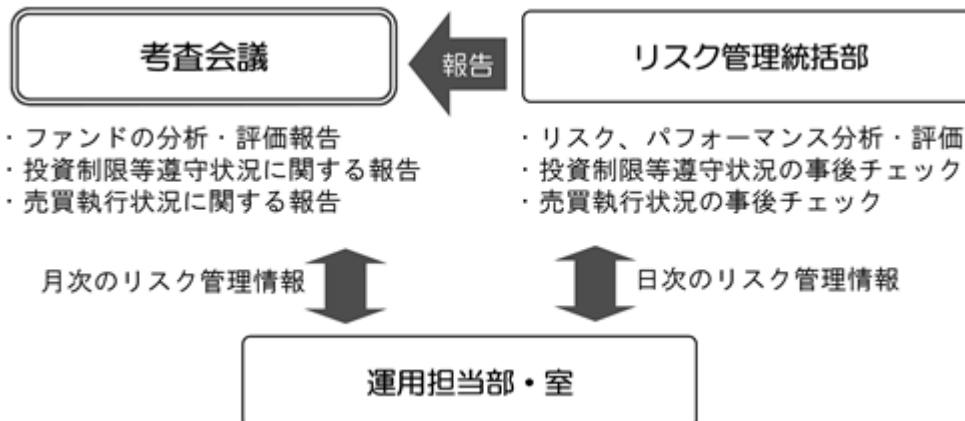 考査会議
報告
リスク管理統括部
・ファンドの分析・評価報告
・投資制限等遵守状況に関する報告
・売買執行状況に関する報告
・リスク、パフォーマンス分析・評価
・投資制限等遵守状況の事後チェック
・売買執行状況の事後チェック
月次のリスク管理情報
日次のリスク管理情報
運用担当部・室